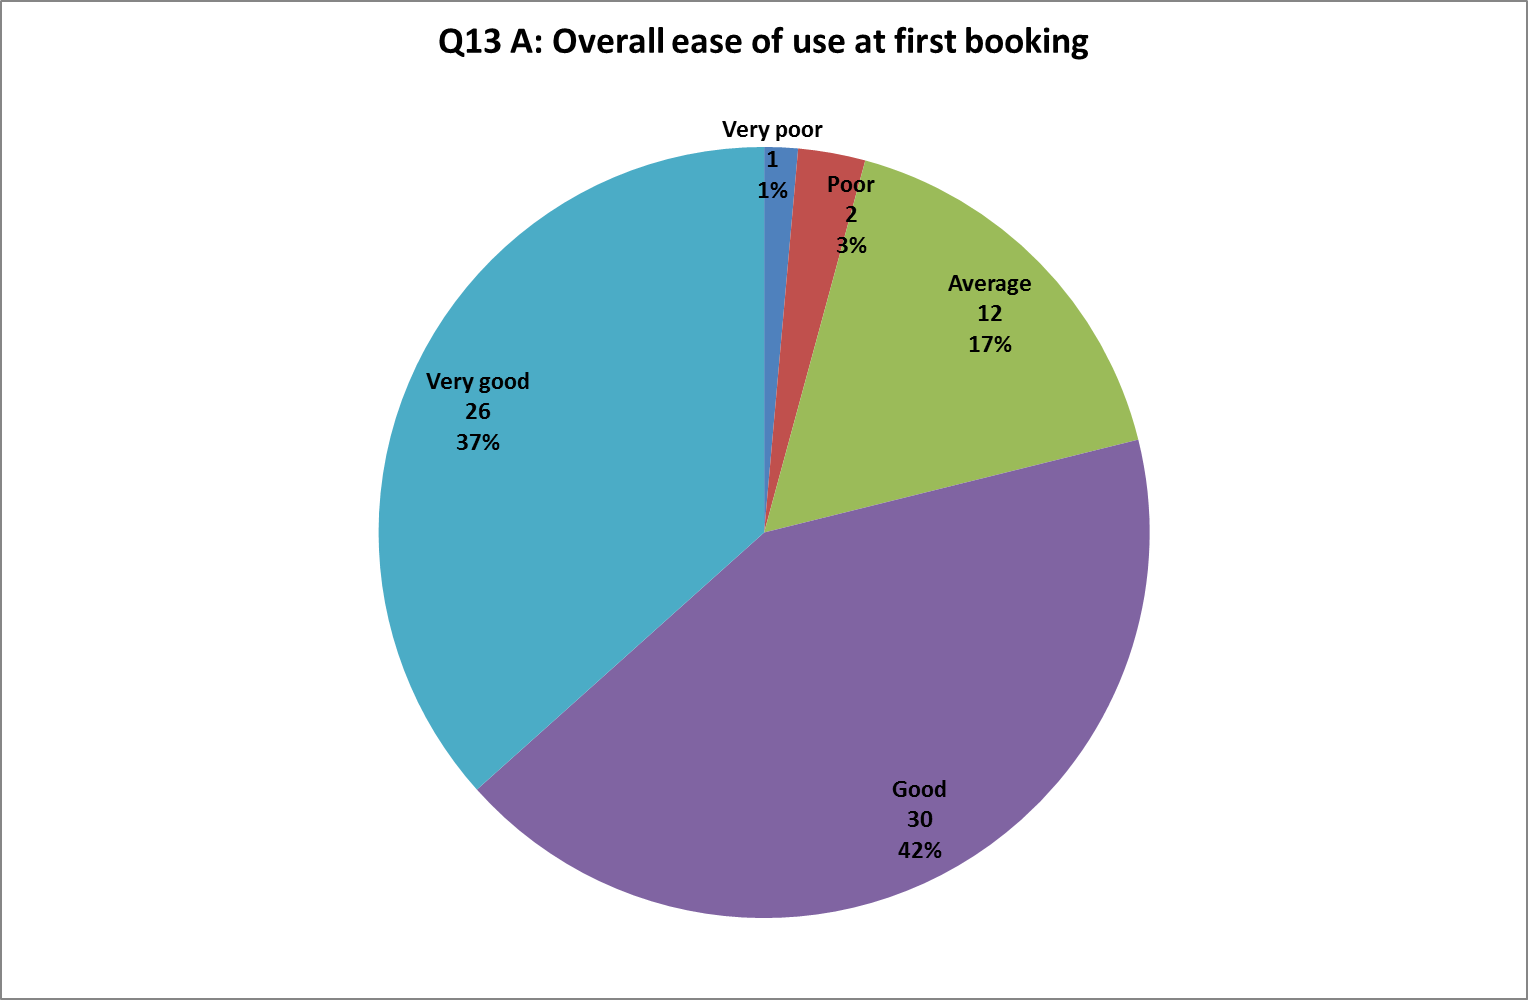 Q13 A: Overall ease of use at first booking
Very poor
1
1%
Poor
2
3%
Average
12
17%
Good
30
42%
Very good
26
37%